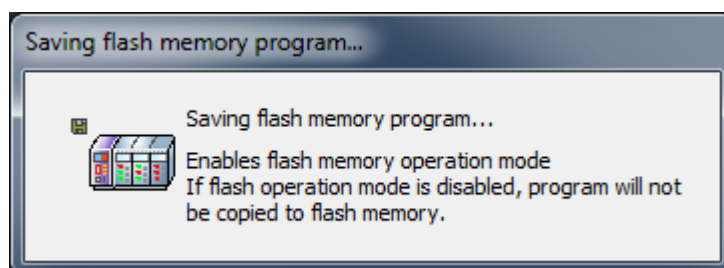 Saving flash memory program...
Saving flash memory program...
Enables flash memory operation mode
If flash operation mode is disabled, program will not
be copied to flash memory.